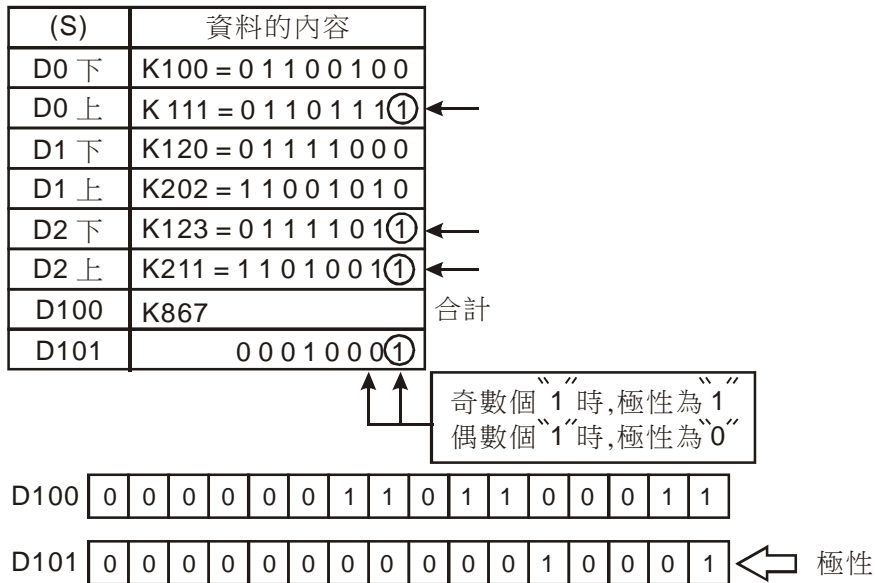 (S) 資料的內容
D0 下 K100 = 0 1 1 0 0 1 0 0
D0 上 K 111 = 0 1 1 0 1 1 1 1
D1 下 K120 = 0 1 1 1 1 0 0 0
D1 上 K202 = 1 1 0 0 1 0 1 0
D2 下 K123 = 0 1 1 1 1 0 1 1
D2 上 K211 = 1 1 0 1 0 0 1 1
D100 K867 合計
D101 0 0 0 1 0 0 0 1
奇數個〝1〞時,極性為〝1〞
偶數個〝1〞時,極性為〝0〞
D100 0 0 0 0 0 0 1 1 0 1 1 0 0 0 1 1
D101 0 0 0 0 0 0 0 0 0 0 0 1 0 0 0 1 極性